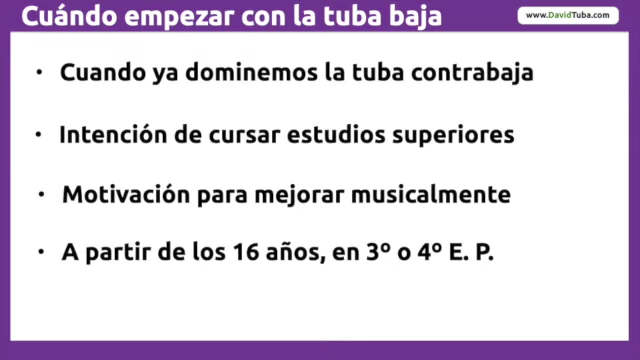 Cuándo empezar con la tuba baja
www.DavidTuba.com
· Cuando ya dominemos la tuba contrabaja
· Intención de cursar estudios superiores
· Motivación para mejorar musicalmente
· A partir de los 16 años, en 3º o 4º E. P.